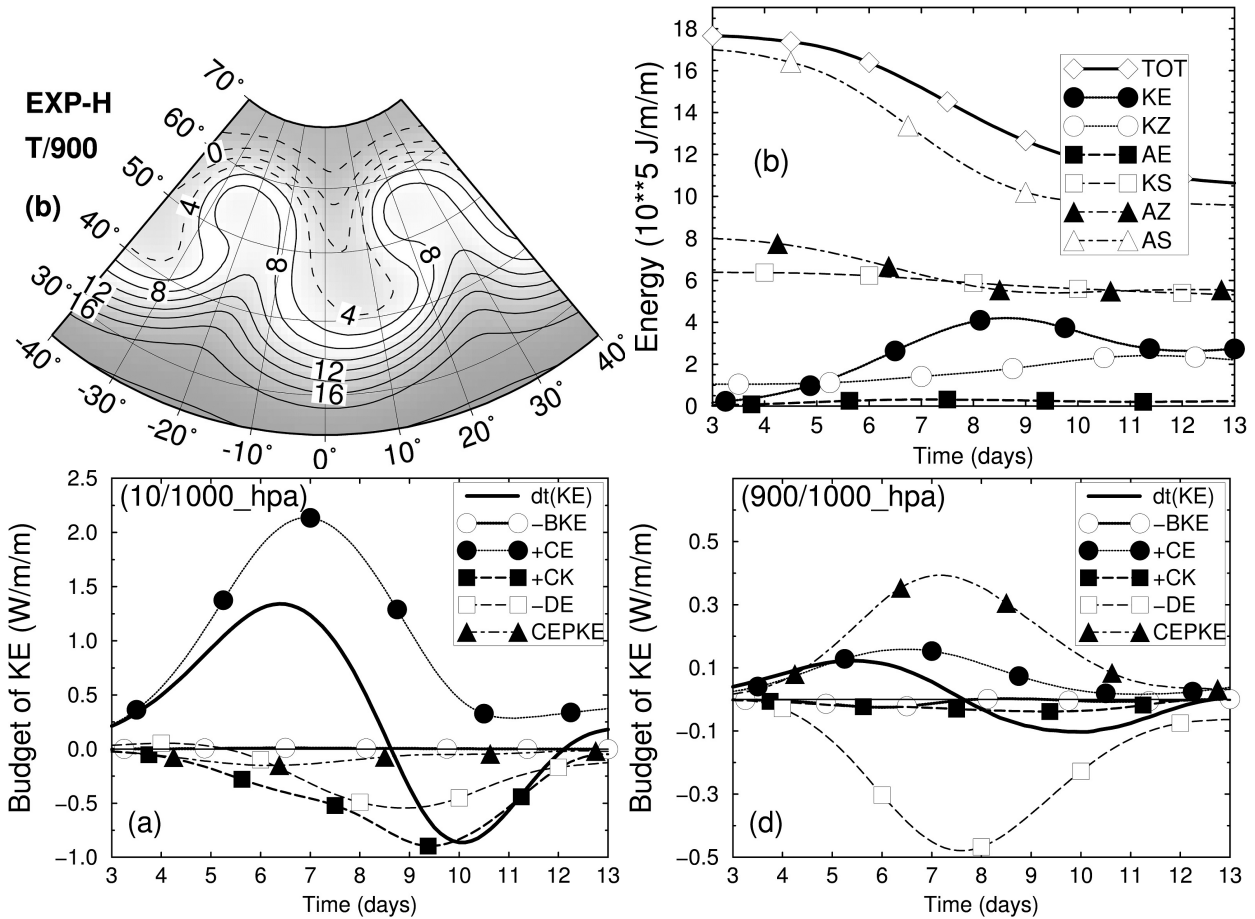 EXP-H
T/900
(b)
70°
60°
50°
40°
30°
0
4
8
8
8
4
12
16
12
16
-40°
-30°
-20°
-10°
0°
10°
20°
30°
40°
Energy (10**5 J/m/m)
18
16
14
12
10
8
6
4
2
0
(b)
TOT
KE
KZ
AE
KS
AZ
AS
3 4 5 6 7 8 9 10 11 12 13
Time (days)
Budget of KE (W/m/m)
2.5
2.0
1.5
1.0
0.5
0.0
−0.5
−1.0
(10/1000_hpa)
dt(KE)
−BKE
+CE
+CK
−DE
CEPKE
(a)
3 4 5 6 7 8 9 10 11 12 13
Time (days)
Budget of KE (W/m/m)
0.5
0.3
0.1
−0.1
−0.3
−0.5
(900/1000_hpa)
dt(KE)
−BKE
+CE
+CK
−DE
CEPKE
(d)
3 4 5 6 7 8 9 10 11 12 13
Time (days)